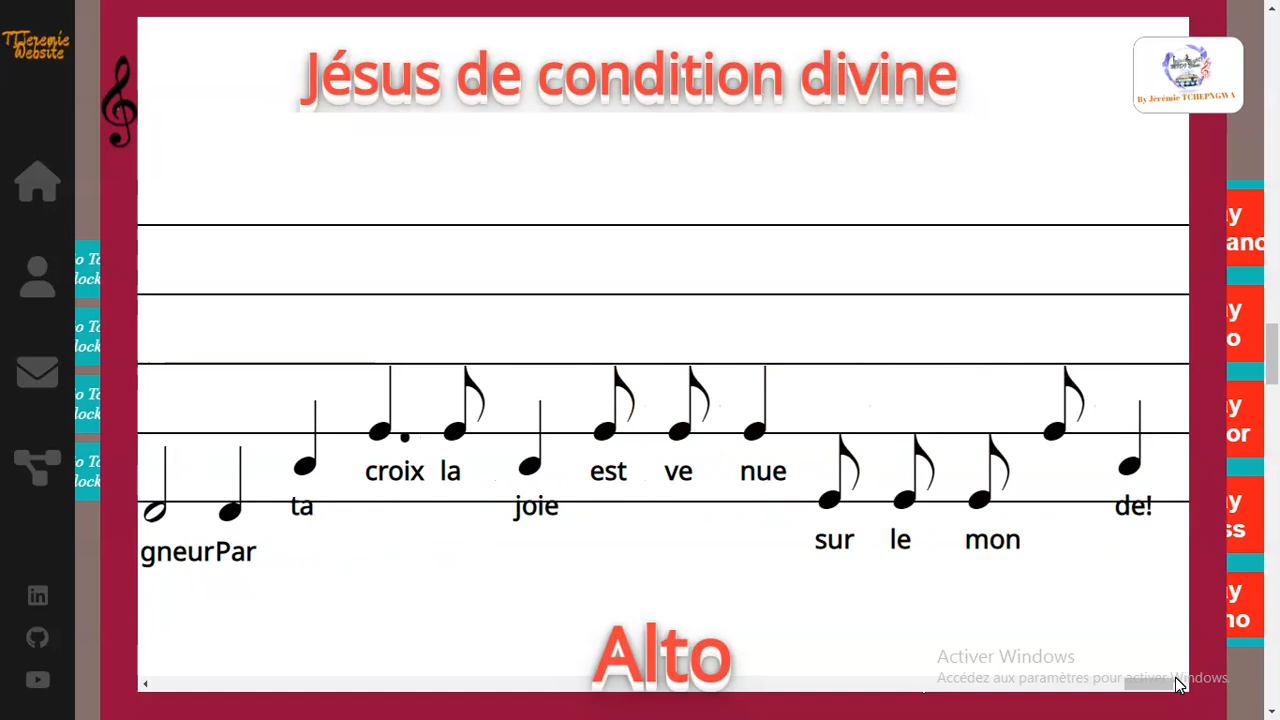 TTJeremie
Website
Jésus de condition divine
By Jérémie TCHEPNGWA
croix la est ve nue
ta joie de!
sur le mon
gneurPar
Alto
Activer Windows
Accédez aux paramètres pour activer Windows.